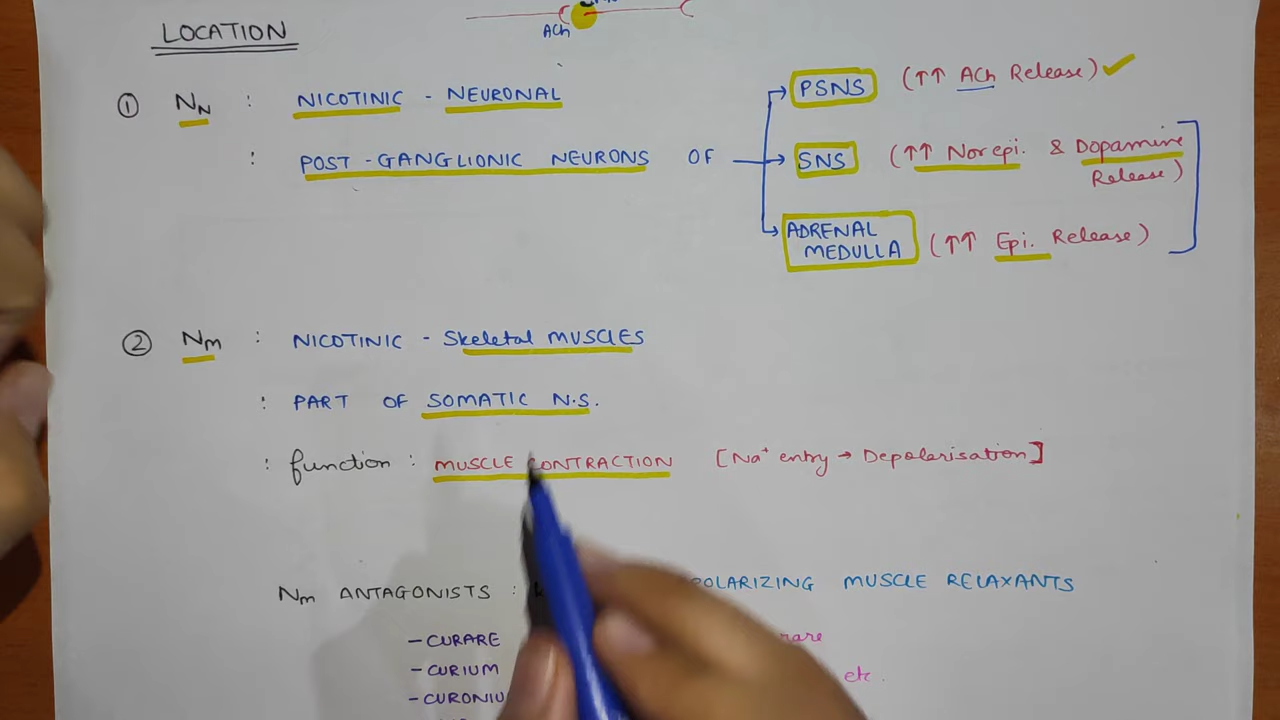 LOCATION
ACh
① NN : NICOTINIC - NEURONAL
: POST-GANGLIONIC NEURONS OF
PSNS (↑↑ ACh Release) ✓
SNS (↑↑ Norepi. & Dopamine Release)
ADRENAL MEDULLA (↑↑ Epi. Release)
② Nm : NICOTINIC - Skeletal MUSCLES
: PART OF SOMATIC N.S.
: function : MUSCLE CONTRACTION [Na+ entry → Depolarisation]
Nm ANTAGONISTS : POLARIZING MUSCLE RELAXANTS
- CURARE
- CURIUM etc.
- CURONIU